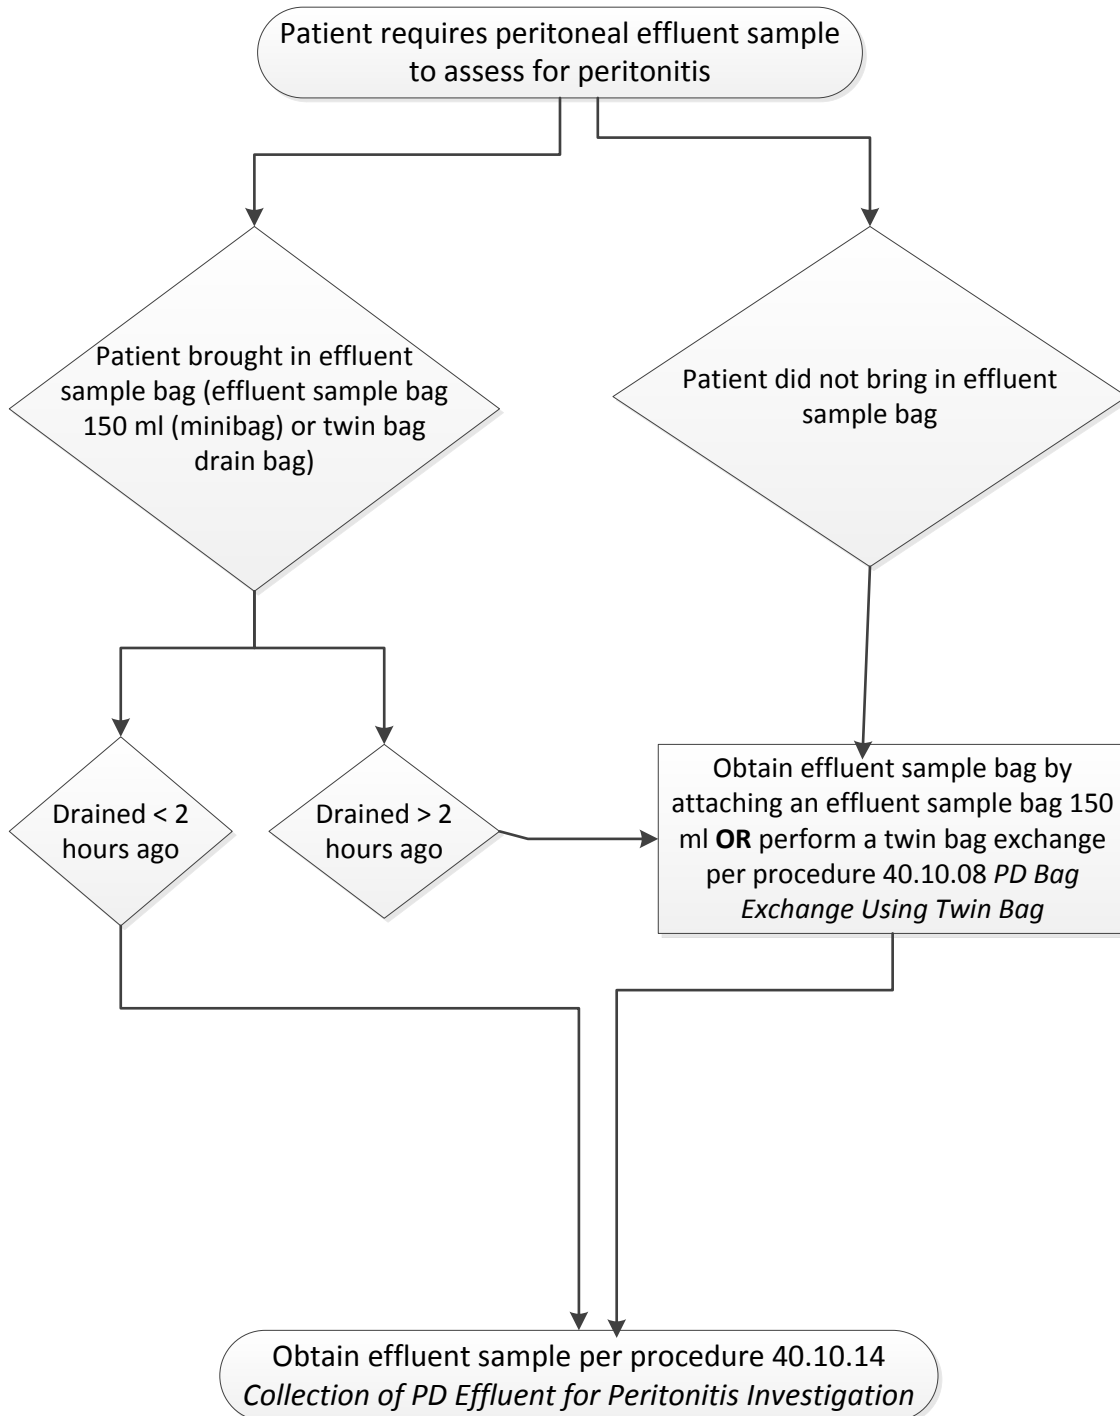 Patient requires peritoneal effluent sample
to assess for peritonitis
Patient brought in effluent
sample bag (effluent sample bag
150 ml (minibag) or twin bag
drain bag)
Patient did not bring in effluent
sample bag
Drained < 2
hours ago
Drained > 2
hours ago
Obtain effluent sample bag by
attaching an effluent sample bag 150
ml OR perform a twin bag exchange
per procedure 40.10.08 PD Bag
Exchange Using Twin Bag
Obtain effluent sample per procedure 40.10.14
Collection of PD Effluent for Peritonitis Investigation